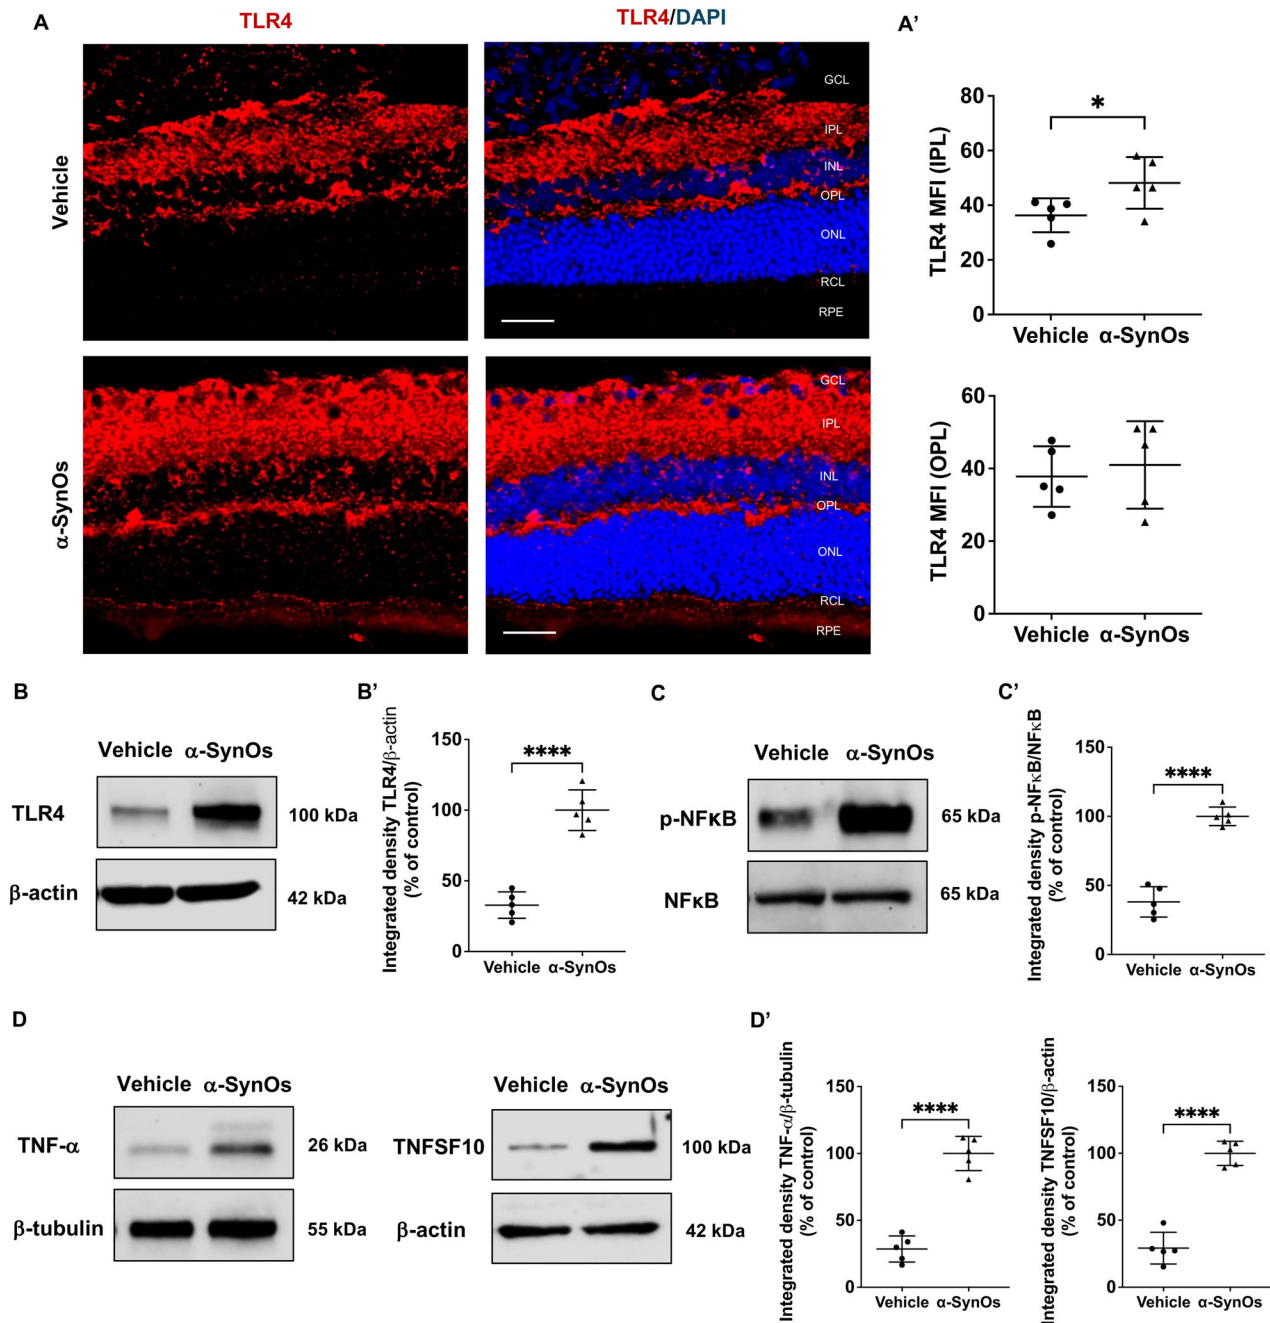 A
TLR4
TLR4/DAPI
A’
Vehicle
GCL
IPL
INL
OPL
ONL
RCL
RPE
α-SynOs
GCL
IPL
INL
OPL
ONL
RCL
RPE
TLR4 MFI (IPL)
80
60
40
20
0
*
Vehicle α-SynOs
TLR4 MFI (OPL)
60
40
20
0
Vehicle α-SynOs
B
Vehicle α-SynOs
TLR4
100 kDa
β-actin
42 kDa
B’
Integrated density TLR4/β-actin
(% of control)
150
100
50
0
****
Vehicle α-SynOs
C
Vehicle α-SynOs
p-NFκB
65 kDa
NFκB
65 kDa
C’
Integrated density p-NFκB/NFκB
(% of control)
150
100
50
0
****
Vehicle α-SynOs
D
Vehicle α-SynOs
TNF-α
26 kDa
β-tubulin
55 kDa
Vehicle α-SynOs
TNFSF10
100 kDa
β-actin
42 kDa
D’
Integrated density TNF-α/β-tubulin
(% of control)
150
100
50
0
****
Vehicle α-SynOs
Integrated density TNFSF10/β-actin
(% of control)
150
100
50
0
****
Vehicle α-SynOs